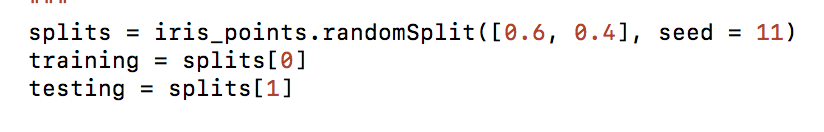 splits = iris_points.randomSplit([0.6, 0.4], seed = 11)
training = splits[0]
testing = splits[1]